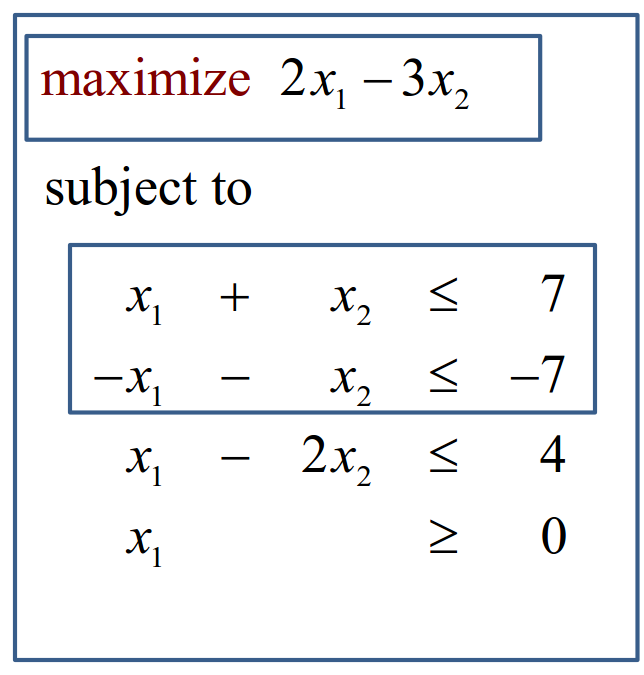 maximize 2x₁ − 3x₂
subject to
x₁ + x₂ ≤ 7
−x₁ − x₂ ≤ −7
x₁ − 2x₂ ≤ 4
x₁ ≥ 0